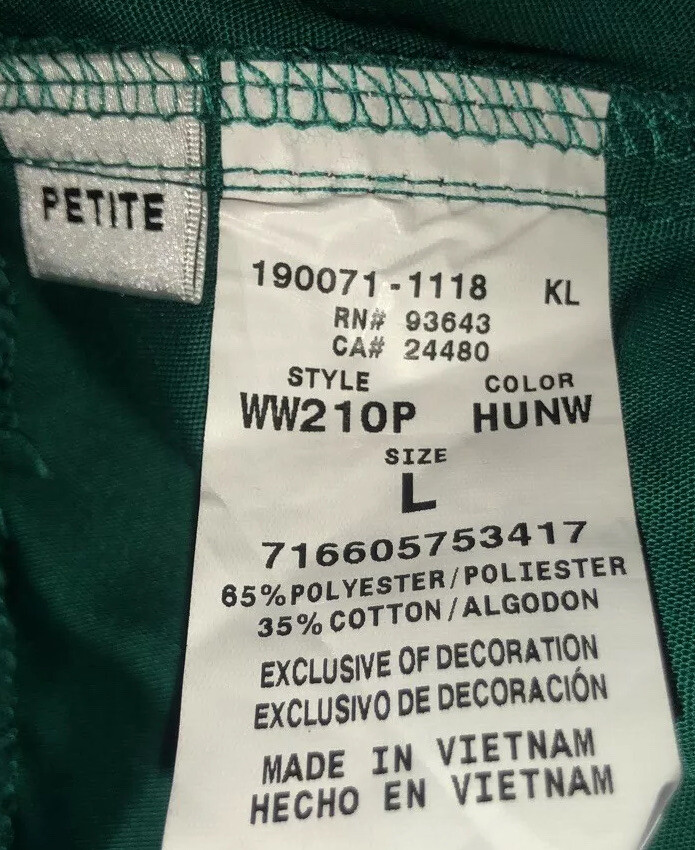 PETITE
190071-1118 KL
RN# 93643
CA# 24480
STYLE COLOR
WW210P HUNW
SIZE
L
716605753417
65%POLYESTER/POLIESTER
35%COTTON/ALGODON
EXCLUSIVE OF DECORATION
EXCLUSIVO DE DECORACIÓN
MADE IN VIETNAM
HECHO EN VIETNAM